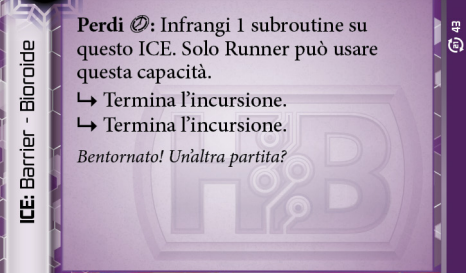 Perdi : Infrangi 1 subroutine su
questo ICE. Solo Runner può usare
questa capacità.
Termina l'incursione.
Termina l'incursione.
Bentornato! Un'altra partita?
ICE: Barrier - Bioroide
HB
43